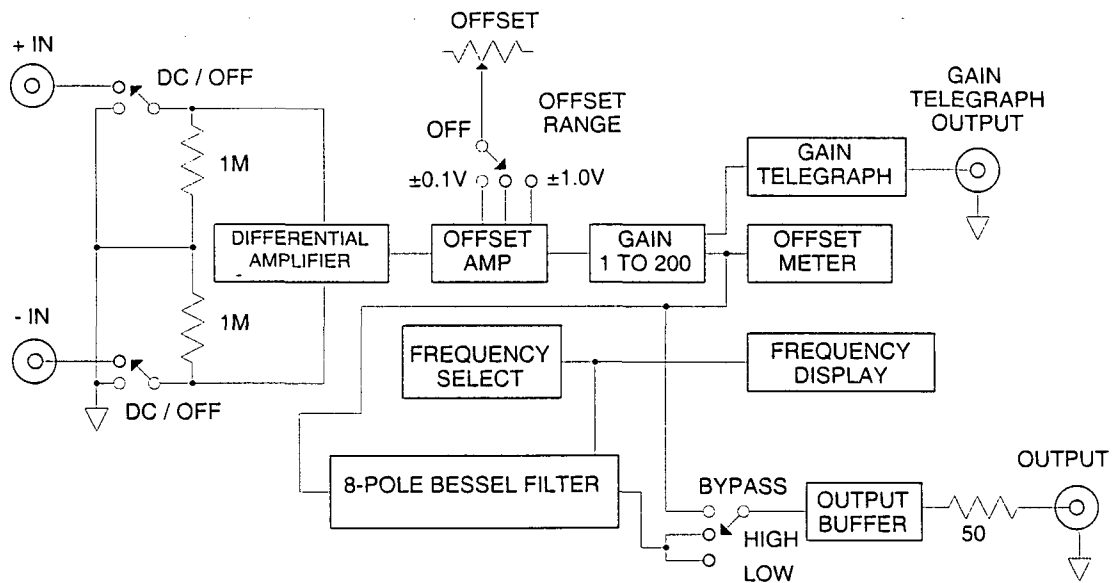 OFFSET
+ IN
DC / OFF
GAIN
TELEGRAPH
OUTPUT
OFFSET
RANGE
OFF
1M
±0.1V
±1.0V
GAIN
TELEGRAPH
DIFFERENTIAL
AMPLIFIER
OFFSET
AMP
GAIN
1 TO 200
OFFSET
METER
- IN
1M
FREQUENCY
SELECT
FREQUENCY
DISPLAY
DC / OFF
8-POLE BESSEL FILTER
BYPASS
HIGH
LOW
OUTPUT
BUFFER
50
OUTPUT